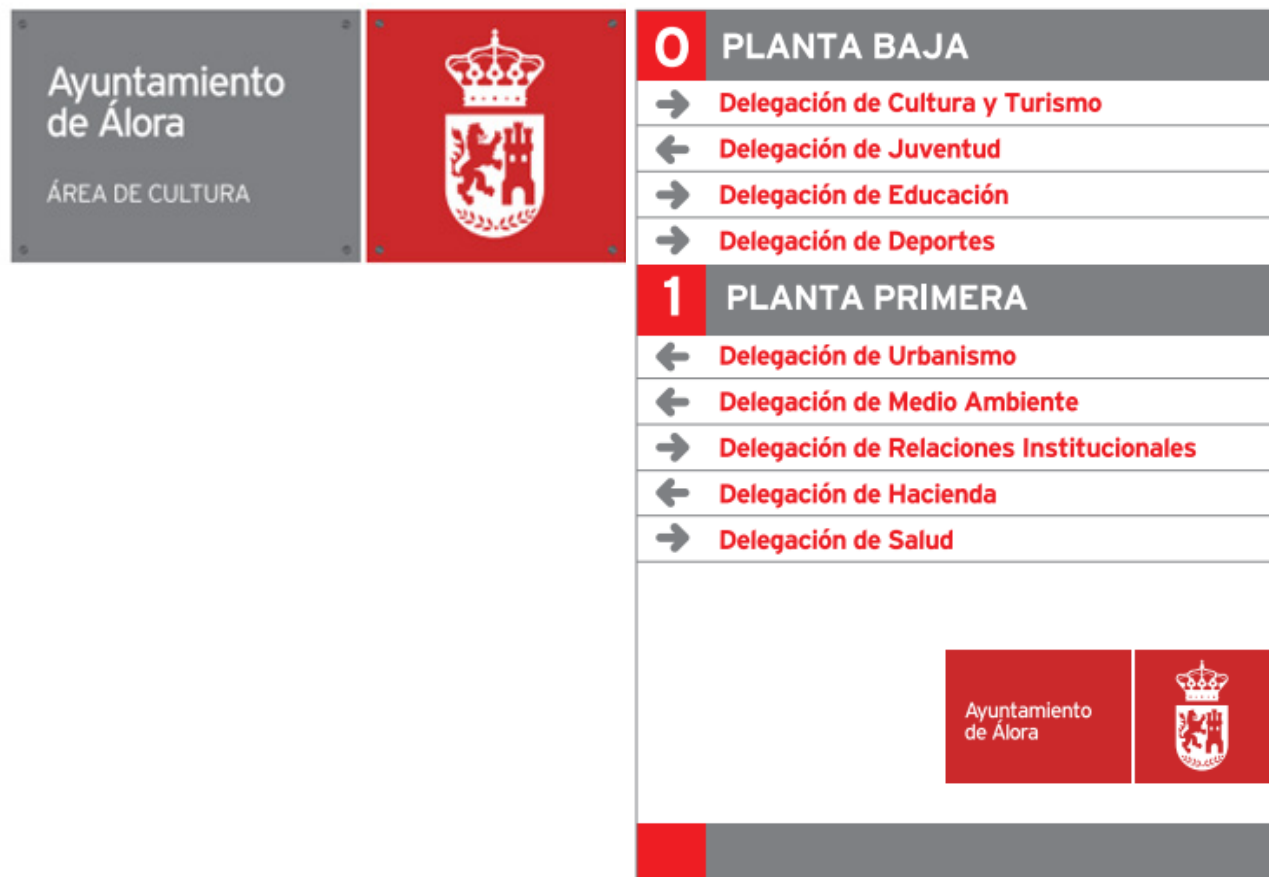 Ayuntamiento
de Álora
ÁREA DE CULTURA
0 PLANTA BAJA
→ Delegación de Cultura y Turismo
← Delegación de Juventud
→ Delegación de Educación
→ Delegación de Deportes
1 PLANTA PRIMERA
← Delegación de Urbanismo
← Delegación de Medio Ambiente
→ Delegación de Relaciones Institucionales
← Delegación de Hacienda
→ Delegación de Salud
Ayuntamiento
de Álora